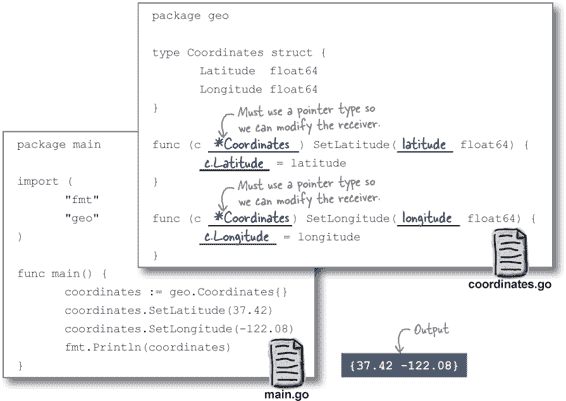 package geo
type Coordinates struct {
Latitude float64
Longitude float64
}
Must use a pointer type so
we can modify the receiver.
func (c *Coordinates ) SetLatitude( latitude float64) {
c.Latitude = latitude
}
Must use a pointer type so
we can modify the receiver.
func (c *Coordinates ) SetLongitude( longitude float64) {
c.Longitude = longitude
}
coordinates.go
package main
import (
"fmt"
"geo"
)
func main() {
coordinates := geo.Coordinates{}
coordinates.SetLatitude(37.42)
coordinates.SetLongitude(-122.08)
fmt.Println(coordinates)
}
main.go
Output
{37.42 -122.08}